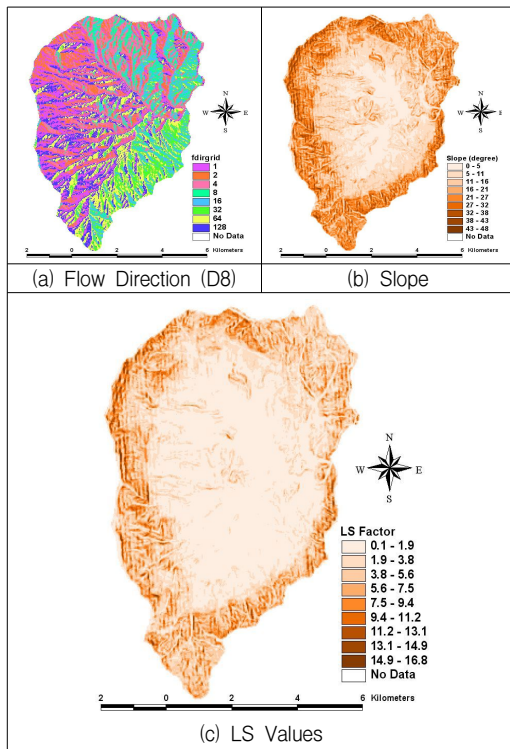 N
W E
S
fdirgrid
1
2
4
8
16
32
64
128
No Data
2 0 2 4 6
Kilometers
(a) Flow Direction (D8)
N
W E
S
Slope (degree)
0 - 5
5 - 11
11 - 16
16 - 21
21 - 27
27 - 32
32 - 38
38 - 43
43 - 48
No Data
2 0 2 4 6
Kilometers
(b) Slope
N
W E
S
LS Factor
0.1 - 1.9
1.9 - 3.8
3.8 - 5.6
5.6 - 7.5
7.5 - 9.4
9.4 - 11.2
11.2 - 13.1
13.1 - 14.9
14.9 - 16.8
No Data
2 0 2 4 6 Kilometers
(c) LS Values